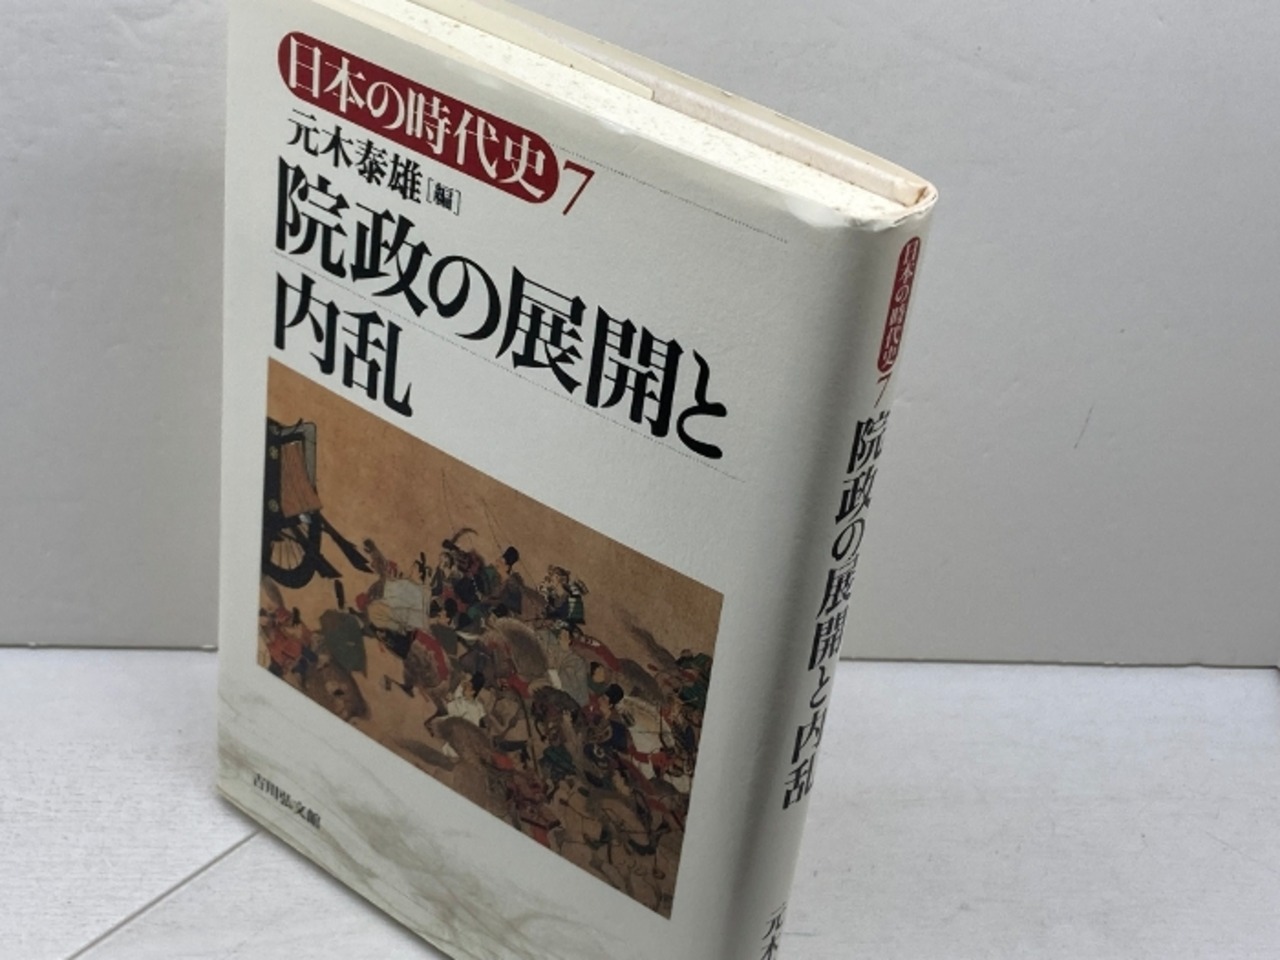 日本の時代史 7
元木泰雄[編]
院政の展開と
内乱
吉川弘文館
日本の時代史 7
院政の展開と内乱
元木